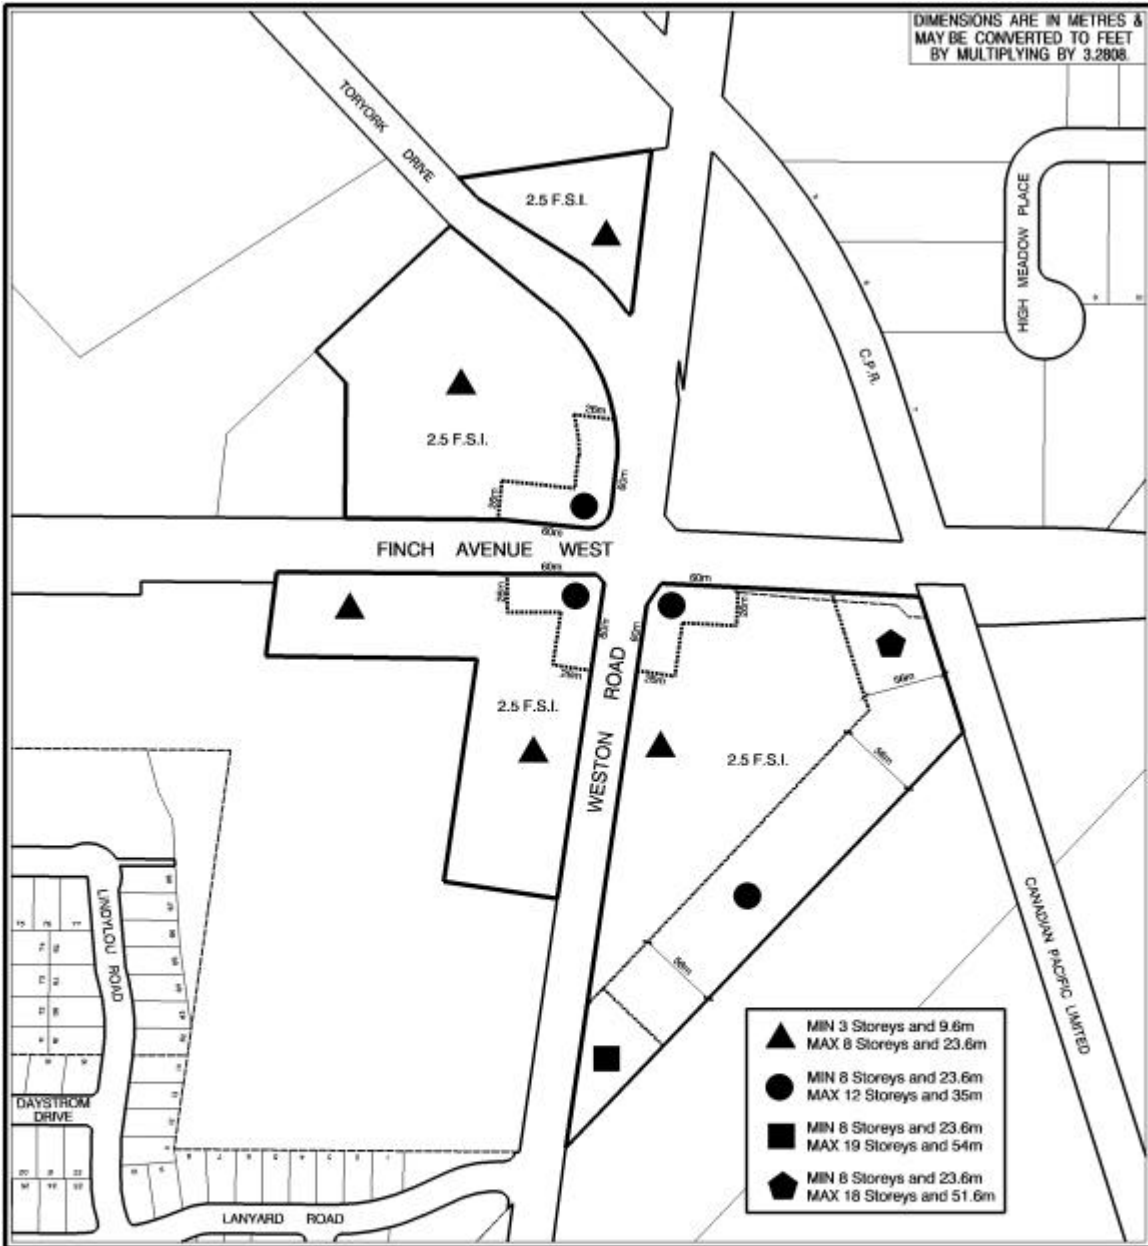 DIMENSIONS ARE IN METRES &
MAY BE CONVERTED TO FEET
BY MULTIPLYING BY 3.2808.
TORYORK DRIVE
2.5 F.S.I.
HIGH MEADOW PLACE
C.P.R.
2.5 F.S.I.
26m
60m
26m
60m
FINCH AVENUE WEST
60m
26m
60m
26m
60m
26m
60m
26m
WESTON ROAD
2.5 F.S.I.
2.5 F.S.I.
56m
56m
CANADIAN PACIFIC LIMITED
LINDYLOU ROAD
DAYSTROM
DRIVE
LANYARD ROAD
MIN 3 Storeys and 9.6m
MAX 8 Storeys and 23.6m
MIN 8 Storeys and 23.6m
MAX 12 Storeys and 35m
MIN 8 Storeys and 23.6m
MAX 19 Storeys and 54m
MIN 8 Storeys and 23.6m
MAX 18 Storeys and 51.6m